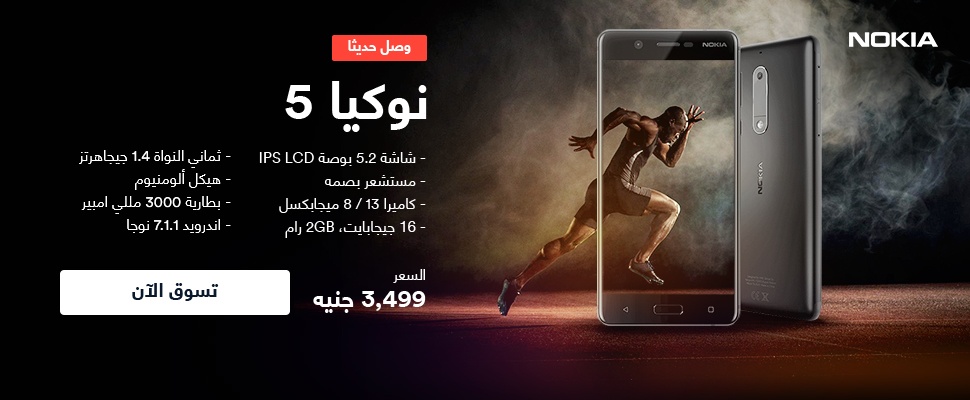 NOKIA
وصل حديثا
نوكيا 5
- شاشة 5.2 بوصة IPS LCD
- مستشعر بصمه
- كاميرا 13 / 8 ميجابكسل
- 16 جيجابايت، 2GB رام
- ثماني النواة 1.4 جيجاهرتز
- هيكل ألومنيوم
- بطارية 3000 مللي امبير
- اندرويد 7.1.1 نوجا
السعر
3,499 جنيه
تسوق الآن
NOKIA
NOKIA